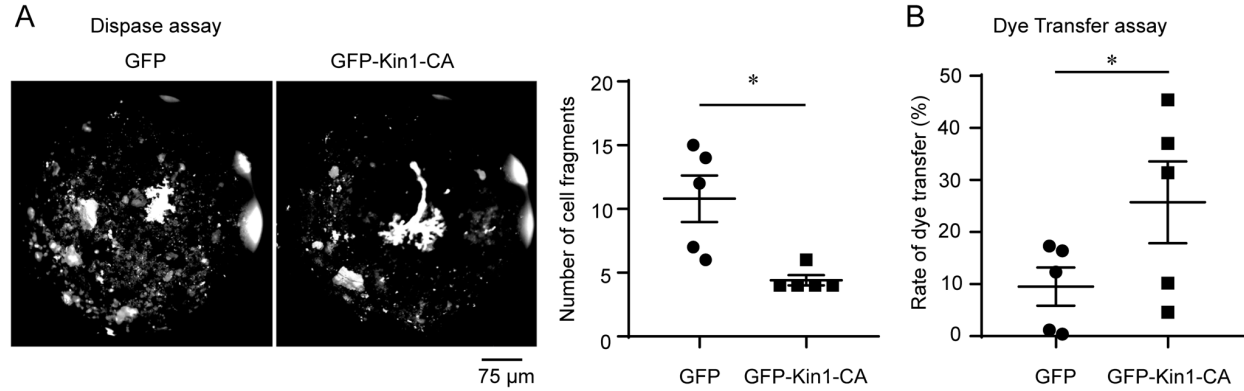 A
Dispase assay
GFP
GFP-Kin1-CA
75 µm
Number of cell fragments
20
15
10
5
0
*
GFP
GFP-Kin1-CA
B
Dye Transfer assay
Rate of dye transfer (%)
50
40
30
20
10
0
*
GFP
GFP-Kin1-CA